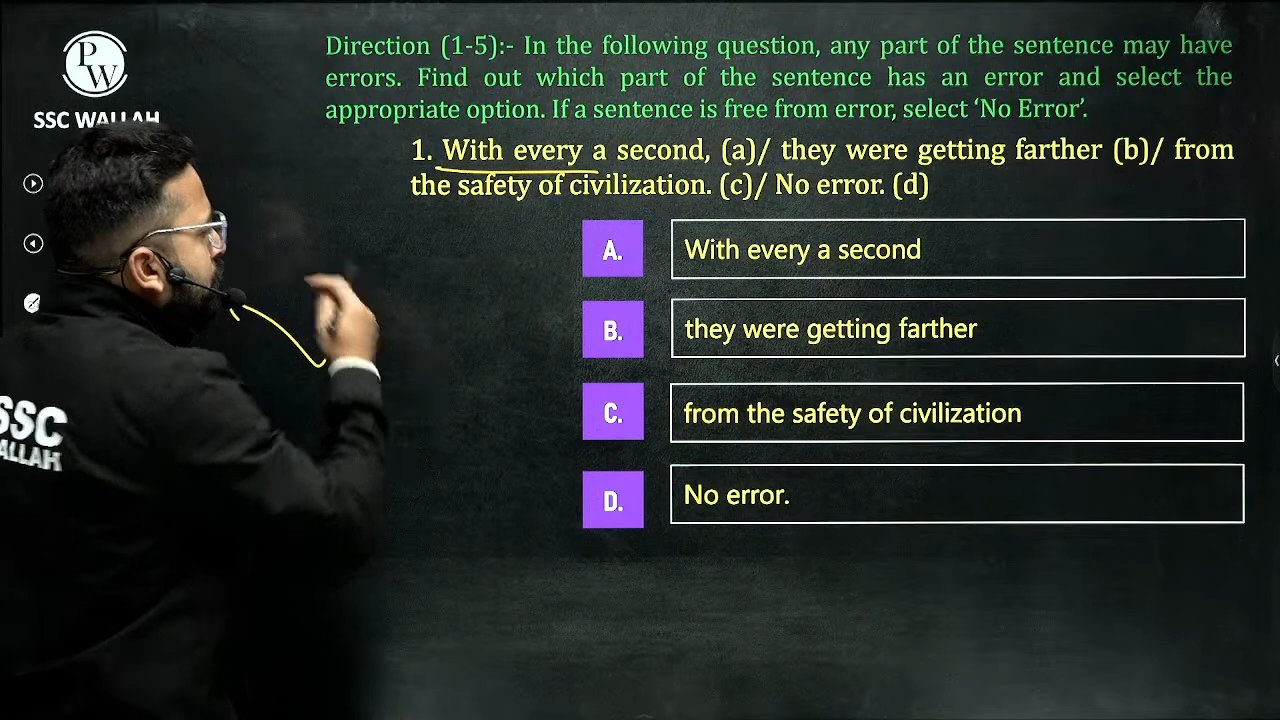 PW
SSC WALLAH
Direction (1-5):- In the following question, any part of the sentence may have
errors. Find out which part of the sentence has an error and select the
appropriate option. If a sentence is free from error, select ‘No Error’.
1. With every a second, (a)/ they were getting farther (b)/ from
the safety of civilization. (c)/ No error. (d)
A. With every a second
B. they were getting farther
C. from the safety of civilization
D. No error.
SSC
WALLAH